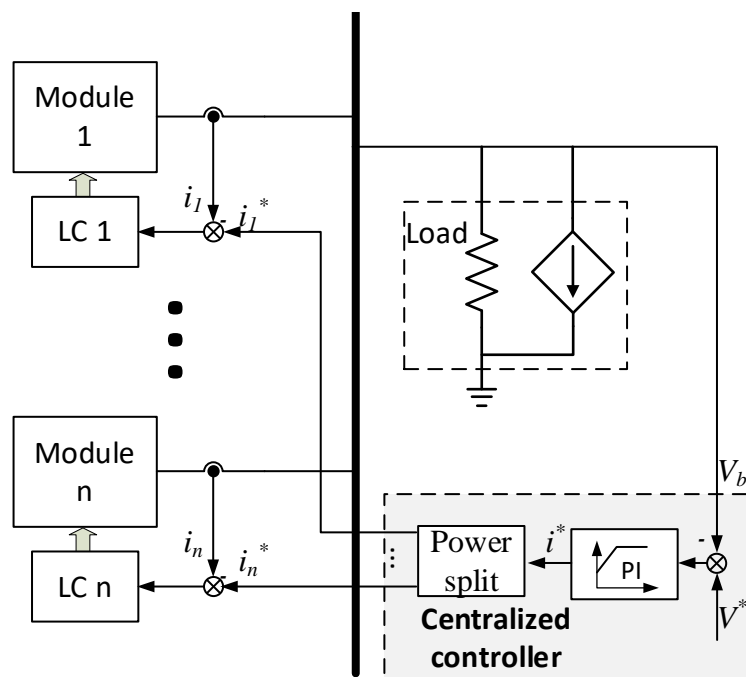 Module
1
i1
- i1*
LC 1
Load
Module
n
Vb
in
- in*
LC n
...
Power
split
i*
PI
-
V*
Centralized
controller